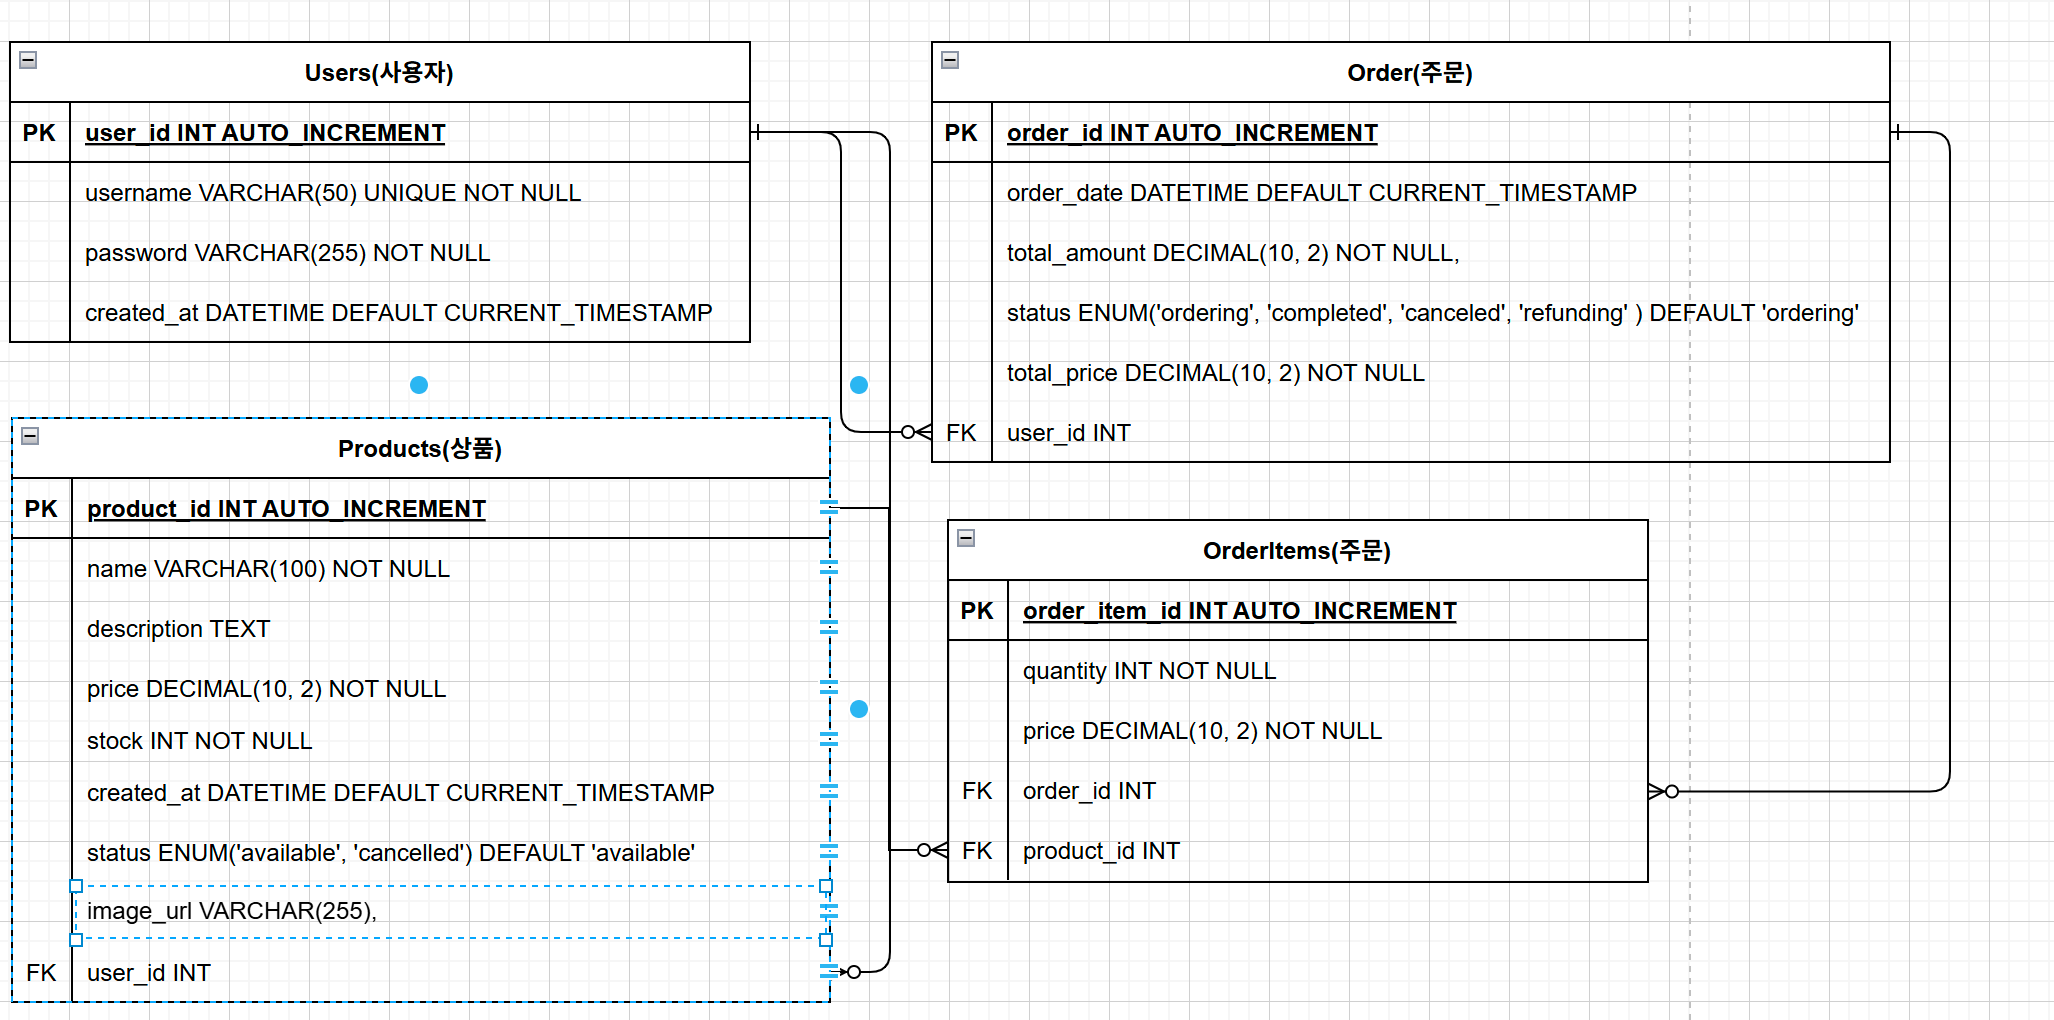 Users(사용자)
PK user_id INT AUTO_INCREMENT
username VARCHAR(50) UNIQUE NOT NULL
password VARCHAR(255) NOT NULL
created_at DATETIME DEFAULT CURRENT_TIMESTAMP
Order(주문)
PK order_id INT AUTO_INCREMENT
order_date DATETIME DEFAULT CURRENT_TIMESTAMP
total_amount DECIMAL(10, 2) NOT NULL,
status ENUM('ordering', 'completed', 'canceled', 'refunding' ) DEFAULT 'ordering'
total_price DECIMAL(10, 2) NOT NULL
FK user_id INT
Products(상품)
PK product_id INT AUTO_INCREMENT
name VARCHAR(100) NOT NULL
description TEXT
price DECIMAL(10, 2) NOT NULL
stock INT NOT NULL
created_at DATETIME DEFAULT CURRENT_TIMESTAMP
status ENUM('available', 'cancelled') DEFAULT 'available'
image_url VARCHAR(255),
FK user_id INT
OrderItems(주문)
PK order_item_id INT AUTO_INCREMENT
quantity INT NOT NULL
price DECIMAL(10, 2) NOT NULL
FK order_id INT
FK product_id INT